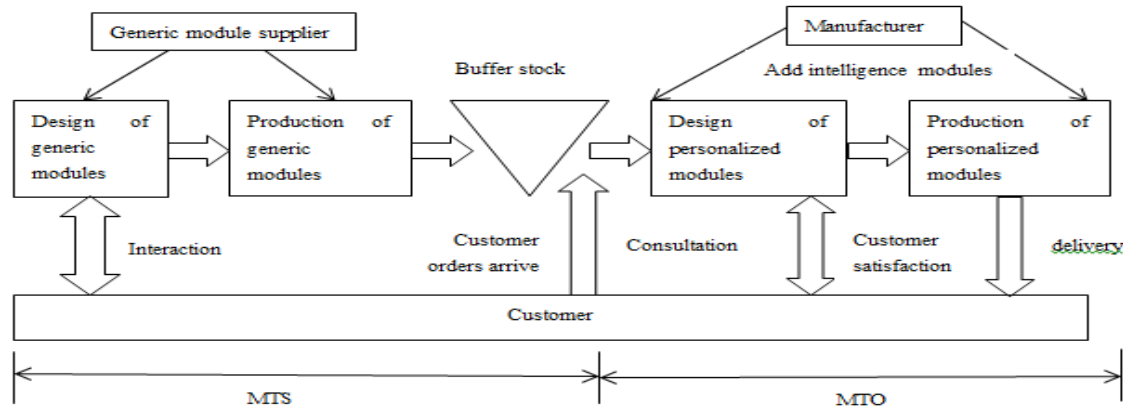 Generic module supplier
Manufacturer
Buffer stock
Add intelligence modules
Design of
generic
modules
Production of
generic
modules
Design of
personalized
modules
Production of
personalized
modules
Interaction
Customer
orders arrive
Consultation
Customer
satisfaction
delivery
Customer
MTS
MTO